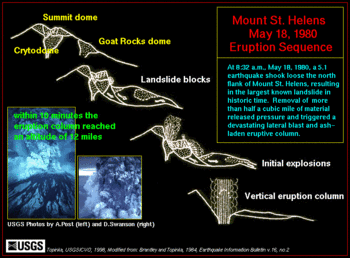 Summit dome
Goat Rocks dome
Cryptodome
Landslide blocks
Mount St. Helens
May 18, 1980
Eruption Sequence
At 8:32 a.m., May 18, 1980, a 5.1
earthquake shook loose the north
flank of Mount St. Helens, resulting
in the largest known landslide in
historic time. Removal of more
than half a cubic mile of material
released pressure and triggered a
devastating lateral blast and ash-
laden eruptive column.
within 10 minutes the
eruption column reached
an altitude of 12 miles
Initial explosions
Vertical eruption column
USGS Photos by A.Post (left) and D.Swanson (right)
USGS
Topinka, USGS/CVO, 1998, Modified from: Brantley and Topinka, 1984, Earthquake Information Bulletin v.16, no.2